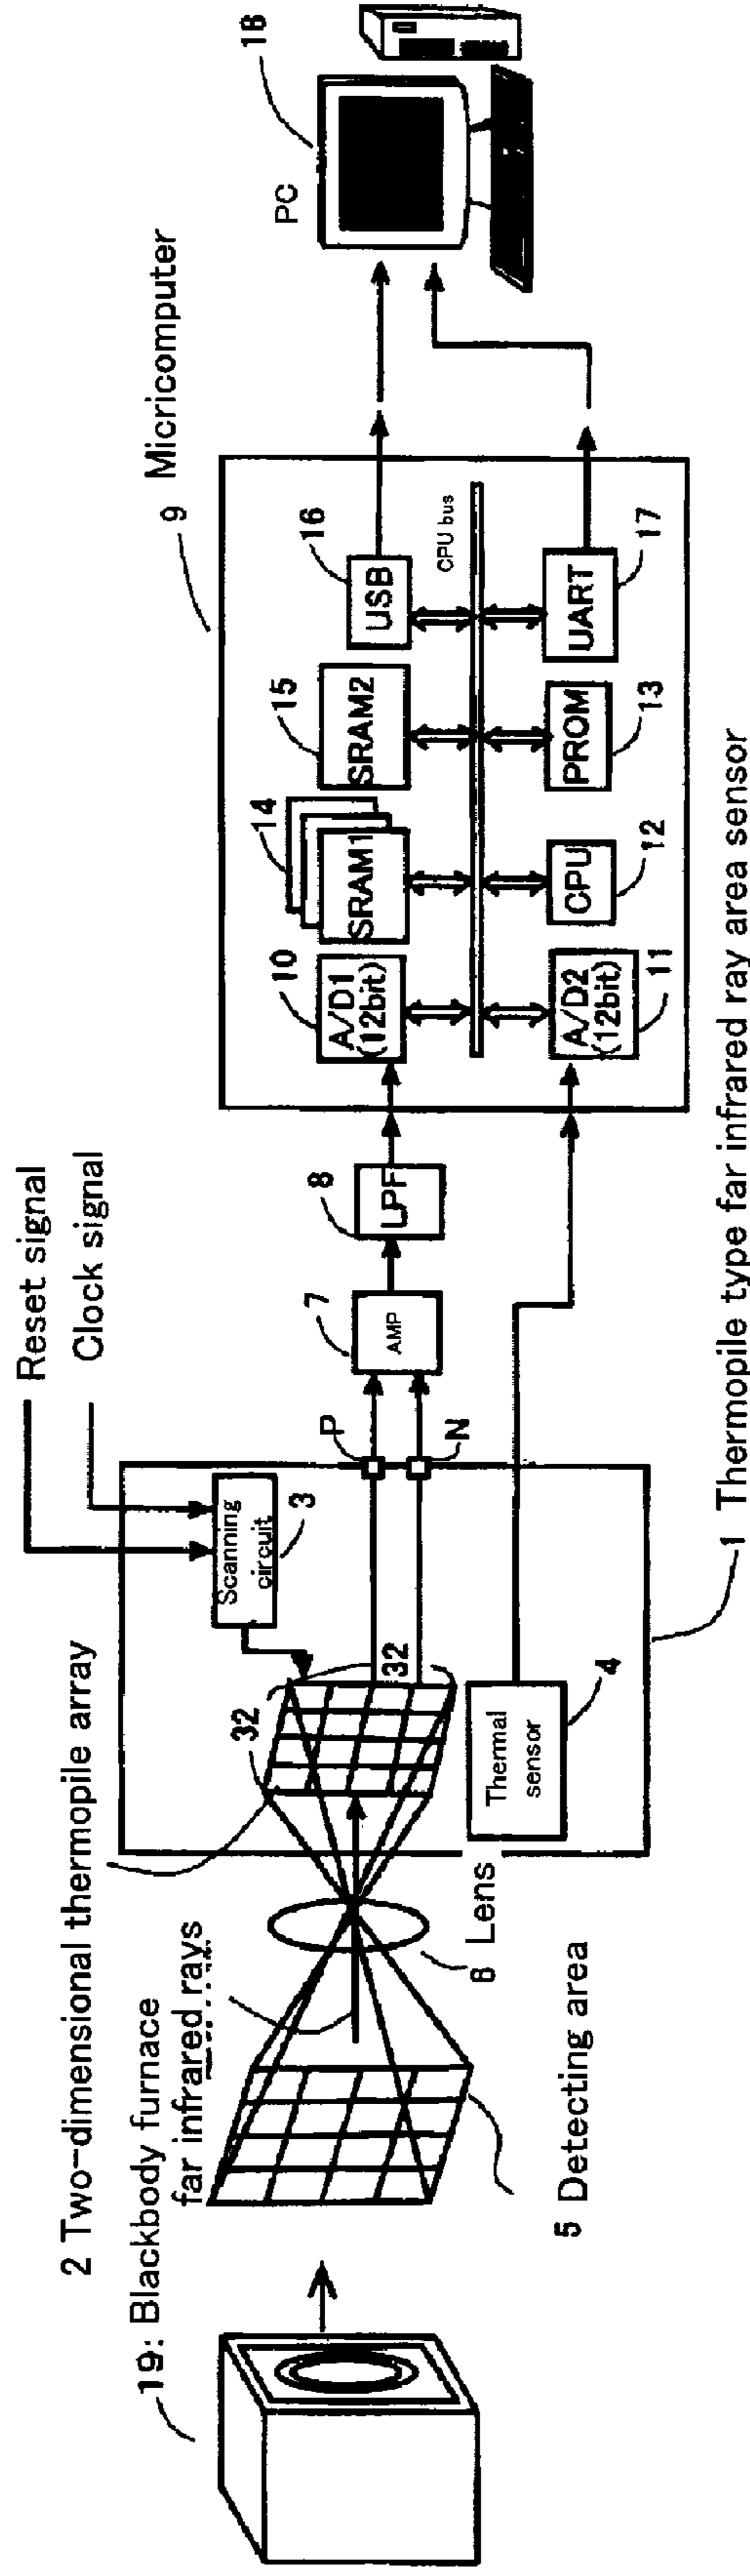 19: Blackbody furnace
far infrared rays
5 Detecting area
6 Lens
2 Two-dimensional thermopile array
32
32
Reset signal
Clock signal
Scanning
circuit
3
Thermal
sensor
4
P
N
1 Thermopile type far infrared ray area sensor
AMP
7
LPF
8
9 Micricomputer
A/D1
(12bit)
10
SRAM1
14
SRAM2
15
USB
16
CPU bus
A/D2
(12bit)
11
CPU
12
PROM
13
UART
17
PC
18